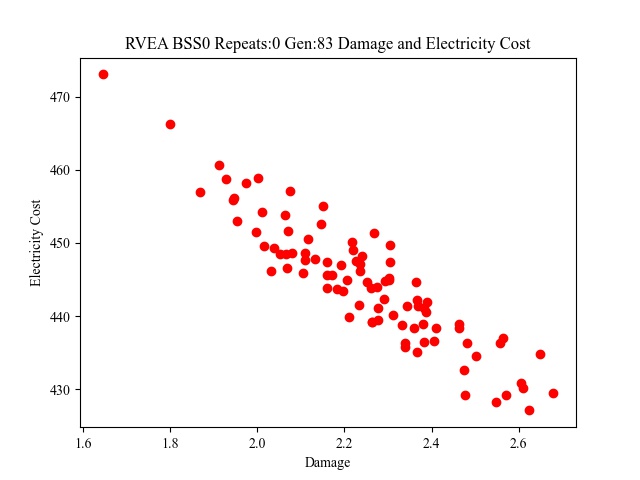 RVEA BSS0 Repeats:0 Gen:83 Damage and Electricity Cost
470
460
450
440
430
Electricity Cost
1.6 1.8 2.0 2.2 2.4 2.6
Damage